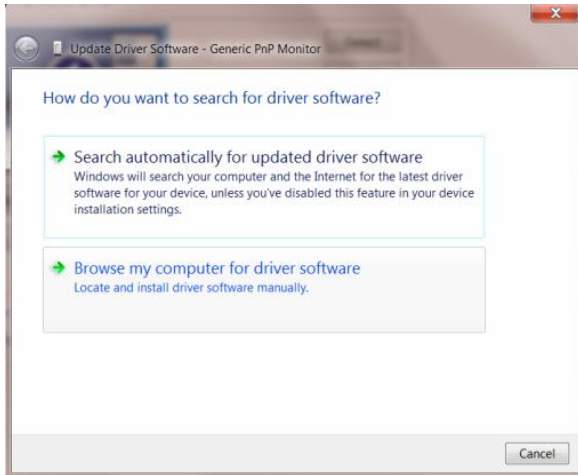 Update Driver Software - Generic PnP Monitor
How do you want to search for driver software?
Search automatically for updated driver software
Windows will search your computer and the Internet for the latest driver
software for your device, unless you've disabled this feature in your device
installation settings.
Browse my computer for driver software
Locate and install driver software manually.
Cancel